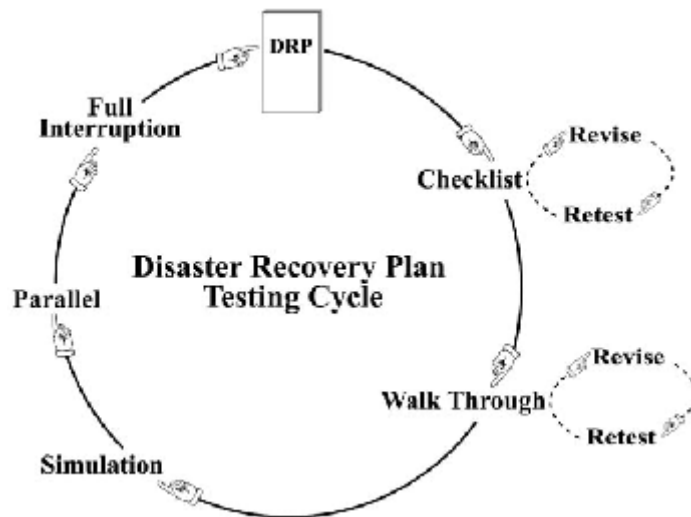 DRP
Full
Interruption
Revise
Checklist
Retest
Disaster Recovery Plan
Testing Cycle
Parallel
Revise
Walk Through
Retest
Simulation